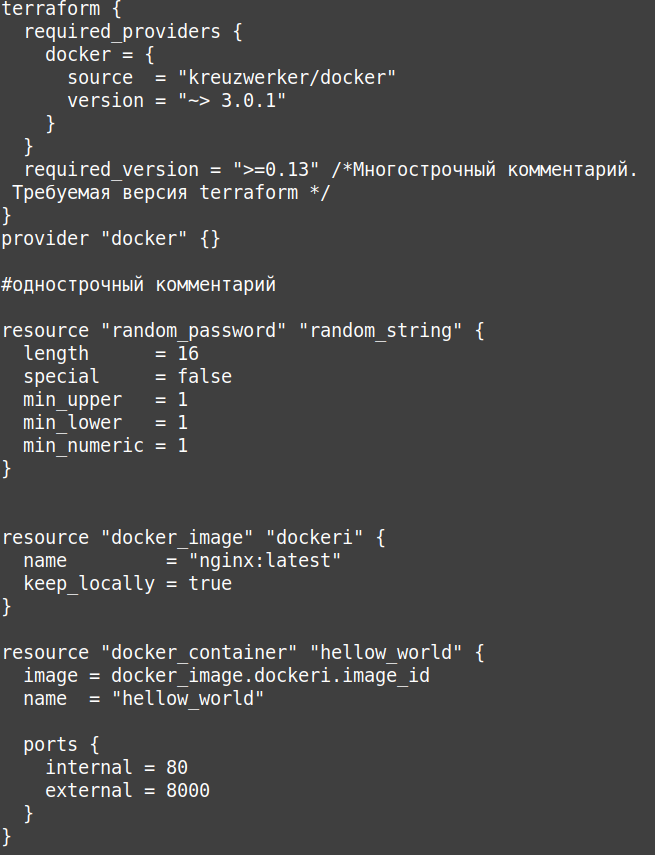 terraform {
  required_providers {
    docker = {
      source  = "kreuzwerker/docker"
      version = "~> 3.0.1"
    }
  }
  required_version = ">=0.13" /*Многострочный комментарий.
 Требуемая версия terraform */
}
provider "docker" {}

#однострочный комментарий

resource "random_password" "random_string" {
  length      = 16
  special     = false
  min_upper   = 1
  min_lower   = 1
  min_numeric = 1
}


resource "docker_image" "dockeri" {
  name         = "nginx:latest"
  keep_locally = true
}

resource "docker_container" "hellow_world" {
  image = docker_image.dockeri.image_id
  name  = "hellow_world"

  ports {
    internal = 80
    external = 8000
  }
}